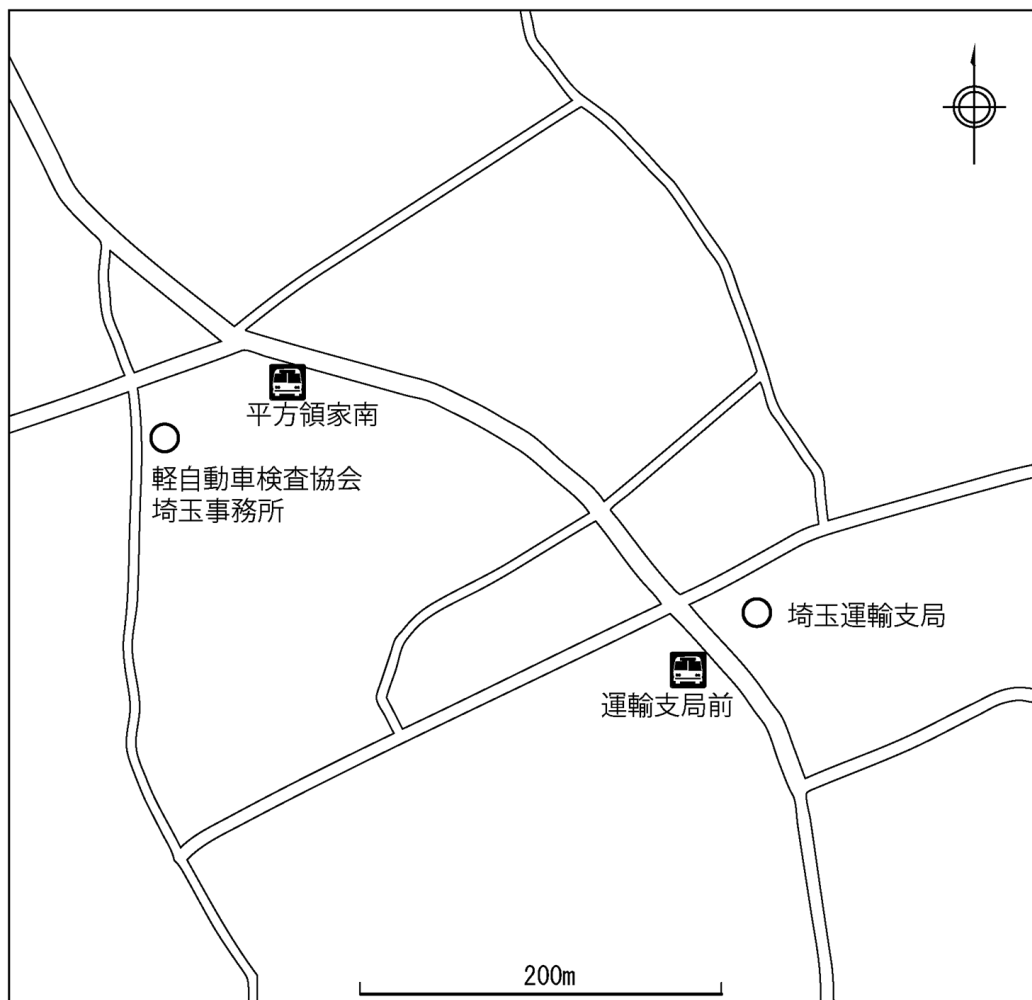 平方領家南
軽自動車検査協会
埼玉事務所
埼玉運輸支局
運輸支局前
200m